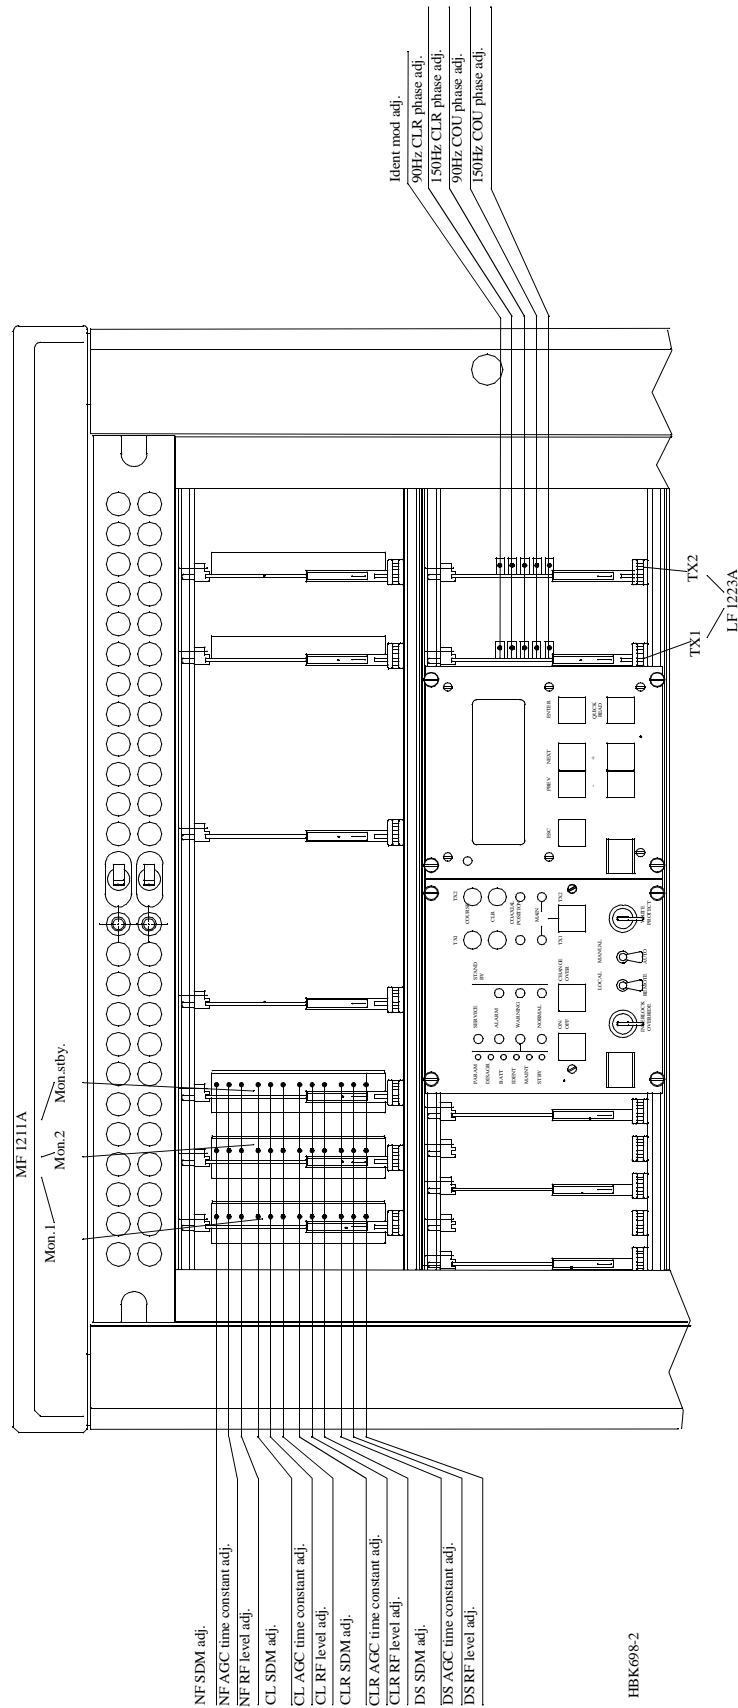 MF 1211A
Mon.1
Mon.2
Mon.stby.
NF SDM adj.
NF AGC time constant adj.
NF RF level adj.
CL SDM adj.
CL AGC time constant adj.
CL RF level adj.
CLR SDM adj.
CLR AGC time constant adj.
CLR RF level adj.
DS SDM adj.
DS AGC time constant adj.
DS RF level adj.
Ident mod adj.
90Hz CLR phase adj.
150Hz CLR phase adj.
90Hz COU phase adj.
150Hz COU phase adj.
PARAM
DISAGR
BATT
IDENT
MAINT
STBY
SERVICE
ALARM
WARNING
NORMAL
STAND
BY
ON/
OFF
CHANGE
OVER
TX1
TX2
COURSE
CLR
COAXIAL
POSITION
MAIN
TX1
TX2
INTERLOCK
OVERRIDE
LOCAL
REMOTE
MANUAL
AUTO
WRITE
PROTECT
ESC
PREV
NEXT
ENTER
-
+
QUICK
READ
TX1
TX2
LF 1223A
HBK698-2